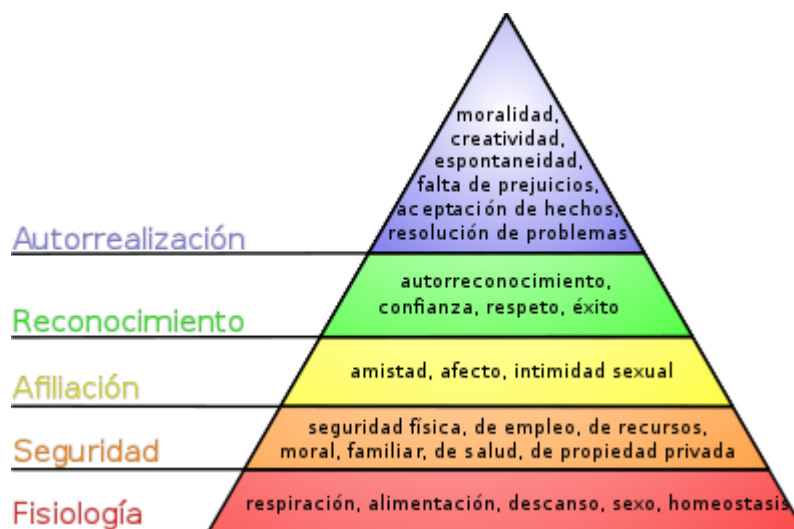 moralidad,
creatividad,
espontaneidad,
falta de prejuicios,
aceptación de hechos,
resolución de problemas
Autorrealización
autorreconocimiento,
confianza, respeto, éxito
Reconocimiento
amistad, afecto, intimidad sexual
Afiliación
seguridad física, de empleo, de recursos,
moral, familiar, de salud, de propiedad privada
Seguridad
respiración, alimentación, descanso, sexo, homeostasis
Fisiología